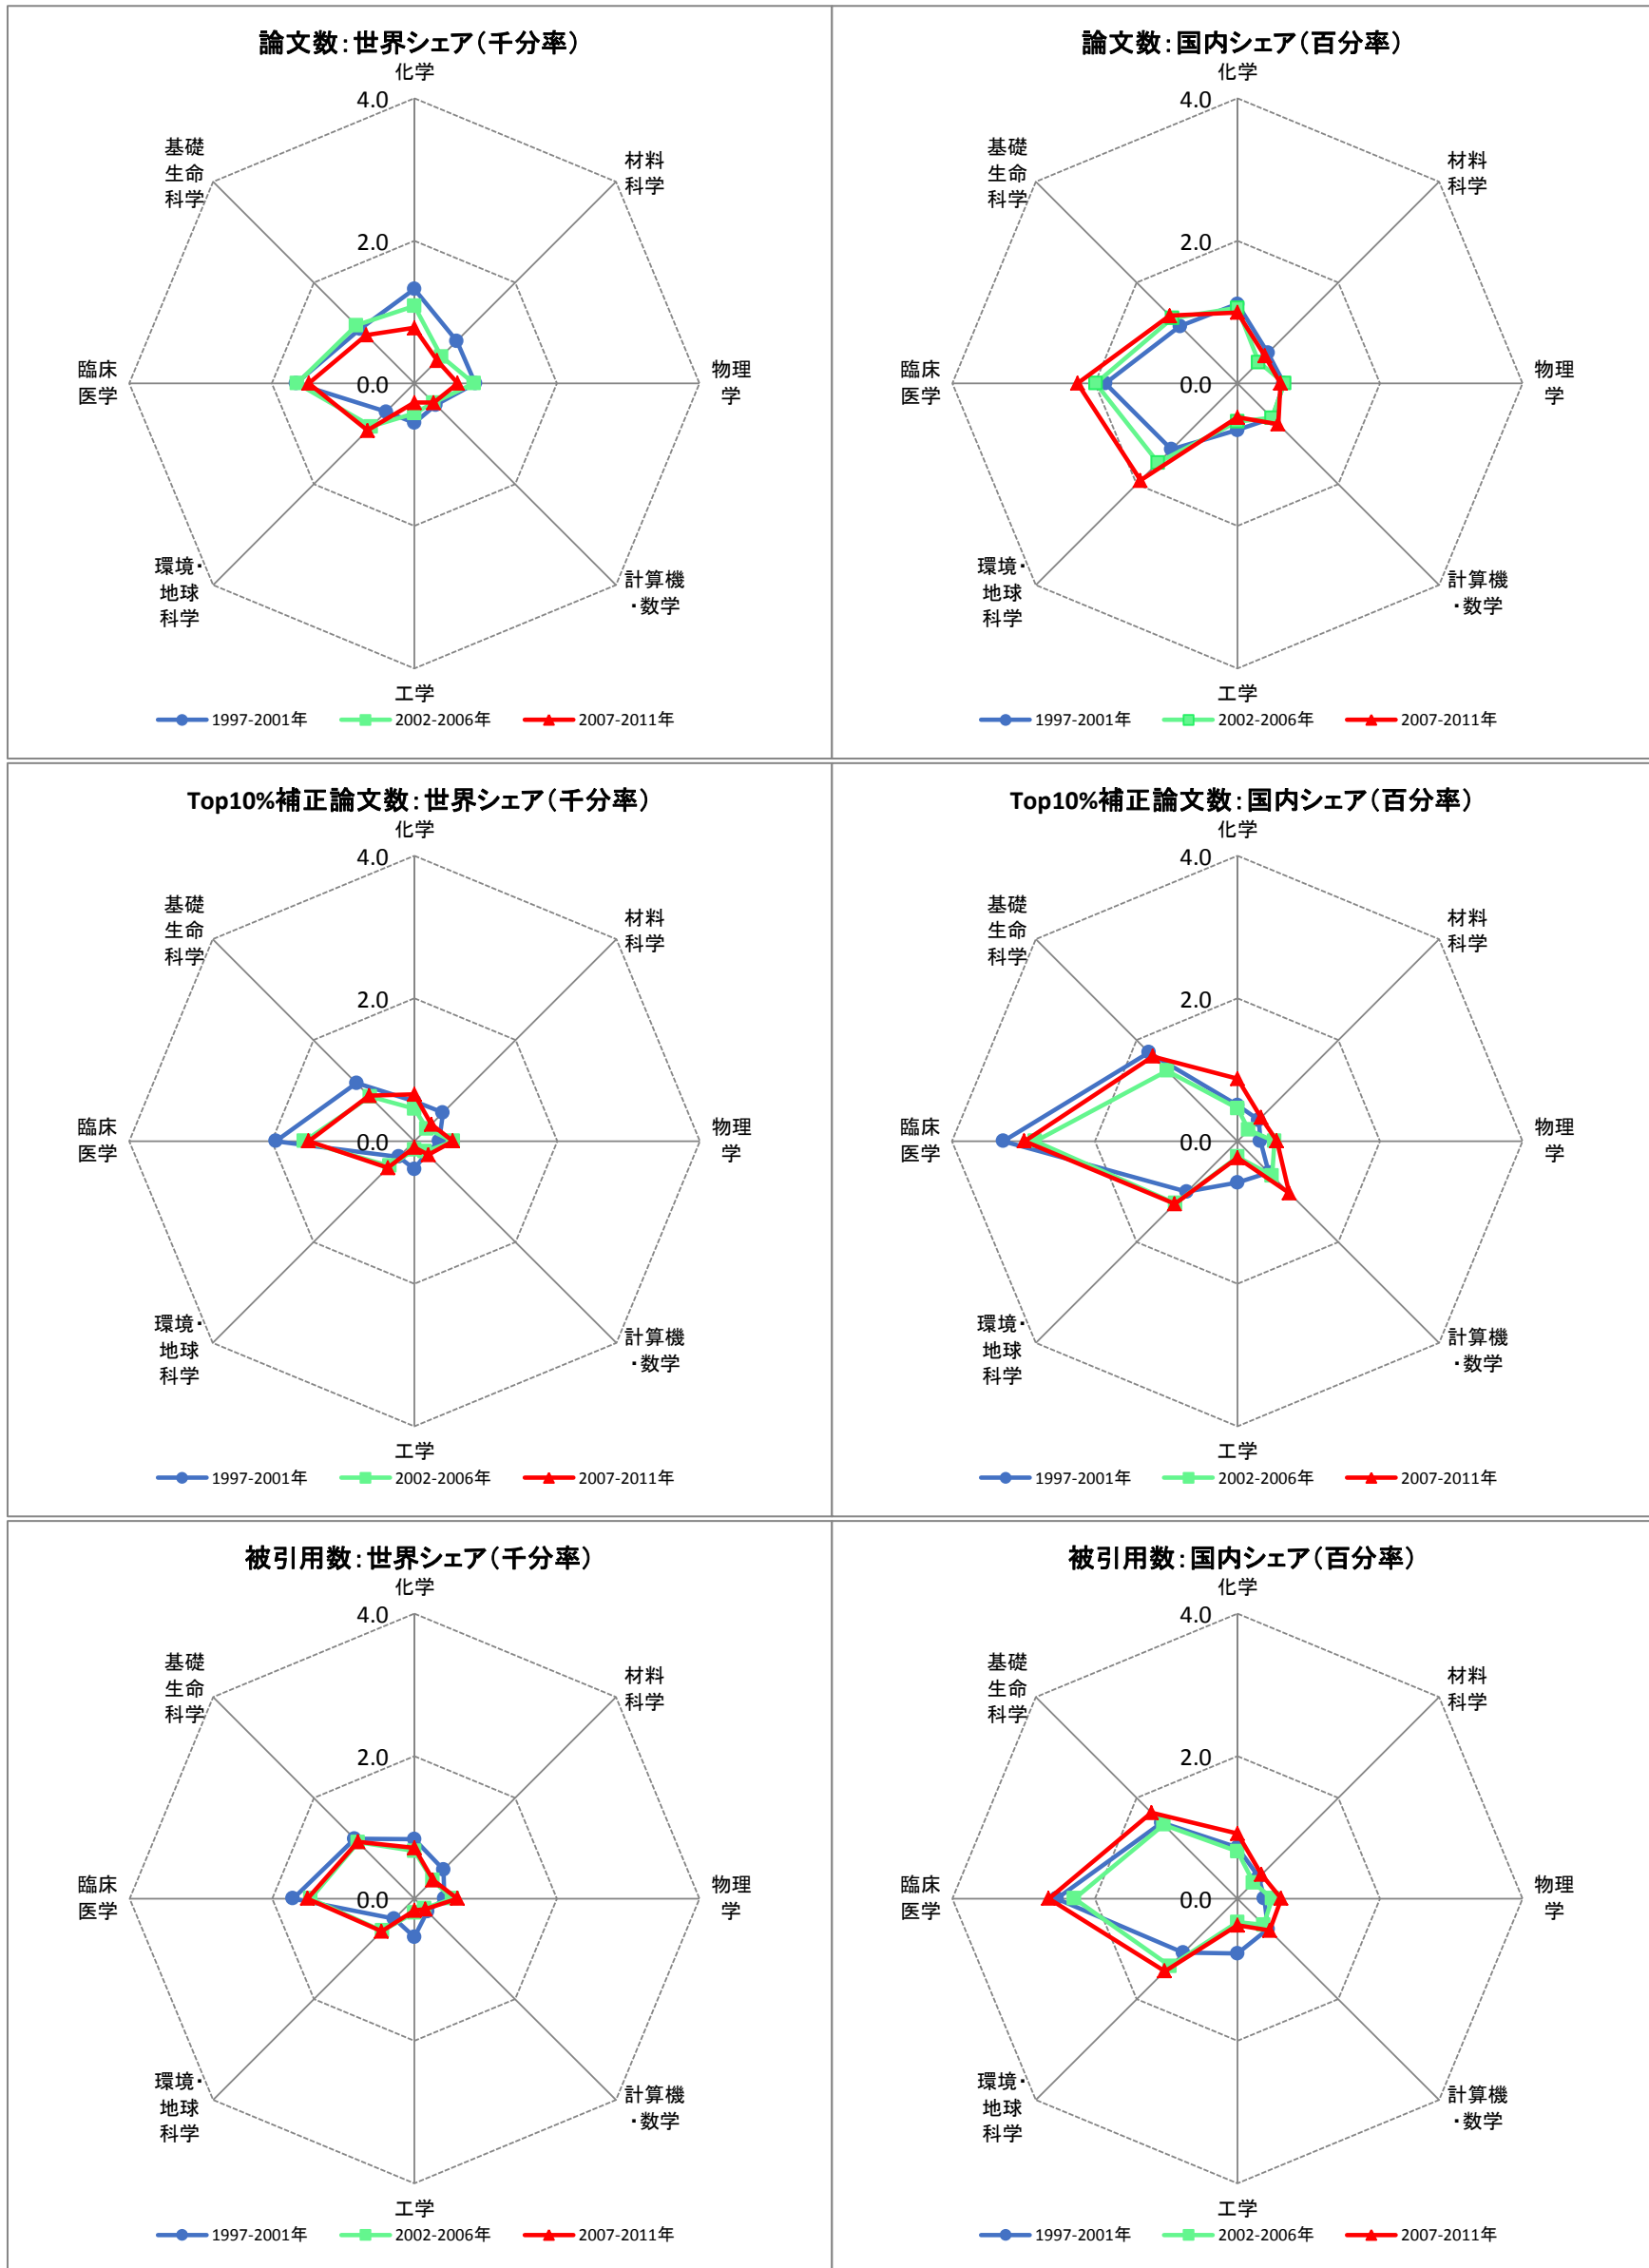 論文数：世界シェア（千分率）
化学
4.0
基礎
生命
科学
材料
科学
2.0
臨床
医学
0.0
物理
学
環境・
地球
科学
計算機
・数学
工学
1997-2001年 2002-2006年 2007-2011年
論文数：国内シェア（百分率）
化学
4.0
基礎
生命
科学
材料
科学
2.0
臨床
医学
0.0
物理
学
環境・
地球
科学
計算機
・数学
工学
1997-2001年 2002-2006年 2007-2011年
Top10%補正論文数：世界シェア（千分率）
化学
4.0
基礎
生命
科学
材料
科学
2.0
臨床
医学
0.0
物理
学
環境・
地球
科学
計算機
・数学
工学
1997-2001年 2002-2006年 2007-2011年
Top10%補正論文数：国内シェア（百分率）
化学
4.0
基礎
生命
科学
材料
科学
2.0
臨床
医学
0.0
物理
学
環境・
地球
科学
計算機
・数学
工学
1997-2001年 2002-2006年 2007-2011年
被引用数：世界シェア（千分率）
化学
4.0
基礎
生命
科学
材料
科学
2.0
臨床
医学
0.0
物理
学
環境・
地球
科学
計算機
・数学
工学
1997-2001年 2002-2006年 2007-2011年
被引用数：国内シェア（百分率）
化学
4.0
基礎
生命
科学
材料
科学
2.0
臨床
医学
0.0
物理
学
環境・
地球
科学
計算機
・数学
工学
1997-2001年 2002-2006年 2007-2011年